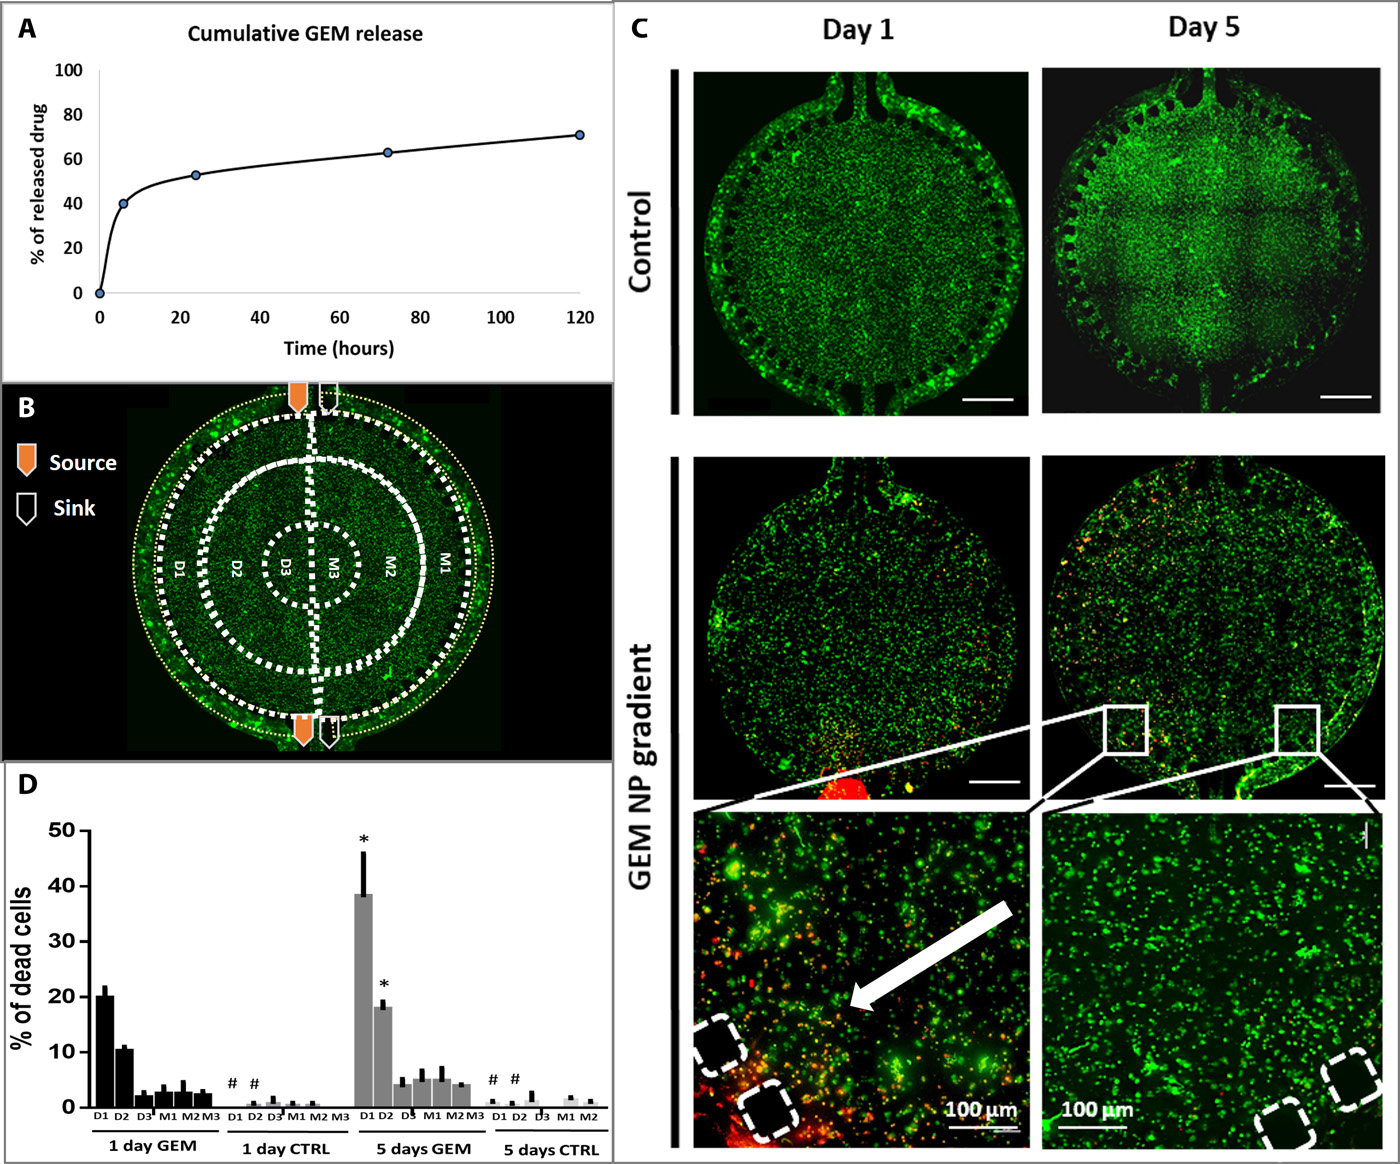 A
Cumulative GEM release
% of released drug
100
80
60
40
20
0
0 20 40 60 80 100 120
Time (hours)
B
Source
Sink
D1 D2 D3 M3 M2 M1
C
Day 1 Day 5
Control
GEM NP gradient
100 μm 100 μm
D
% of dead cells
50
40
30
20
10
0
* * # # # #
D1 D2 D3 M1 M2 M3 D1 D2 D3 M1 M2 M3 D1 D2 D3 M1 M2 M3 D1 D2 D3 M1 M2
1 day GEM 1 day CTRL 5 days GEM 5 days CTRL